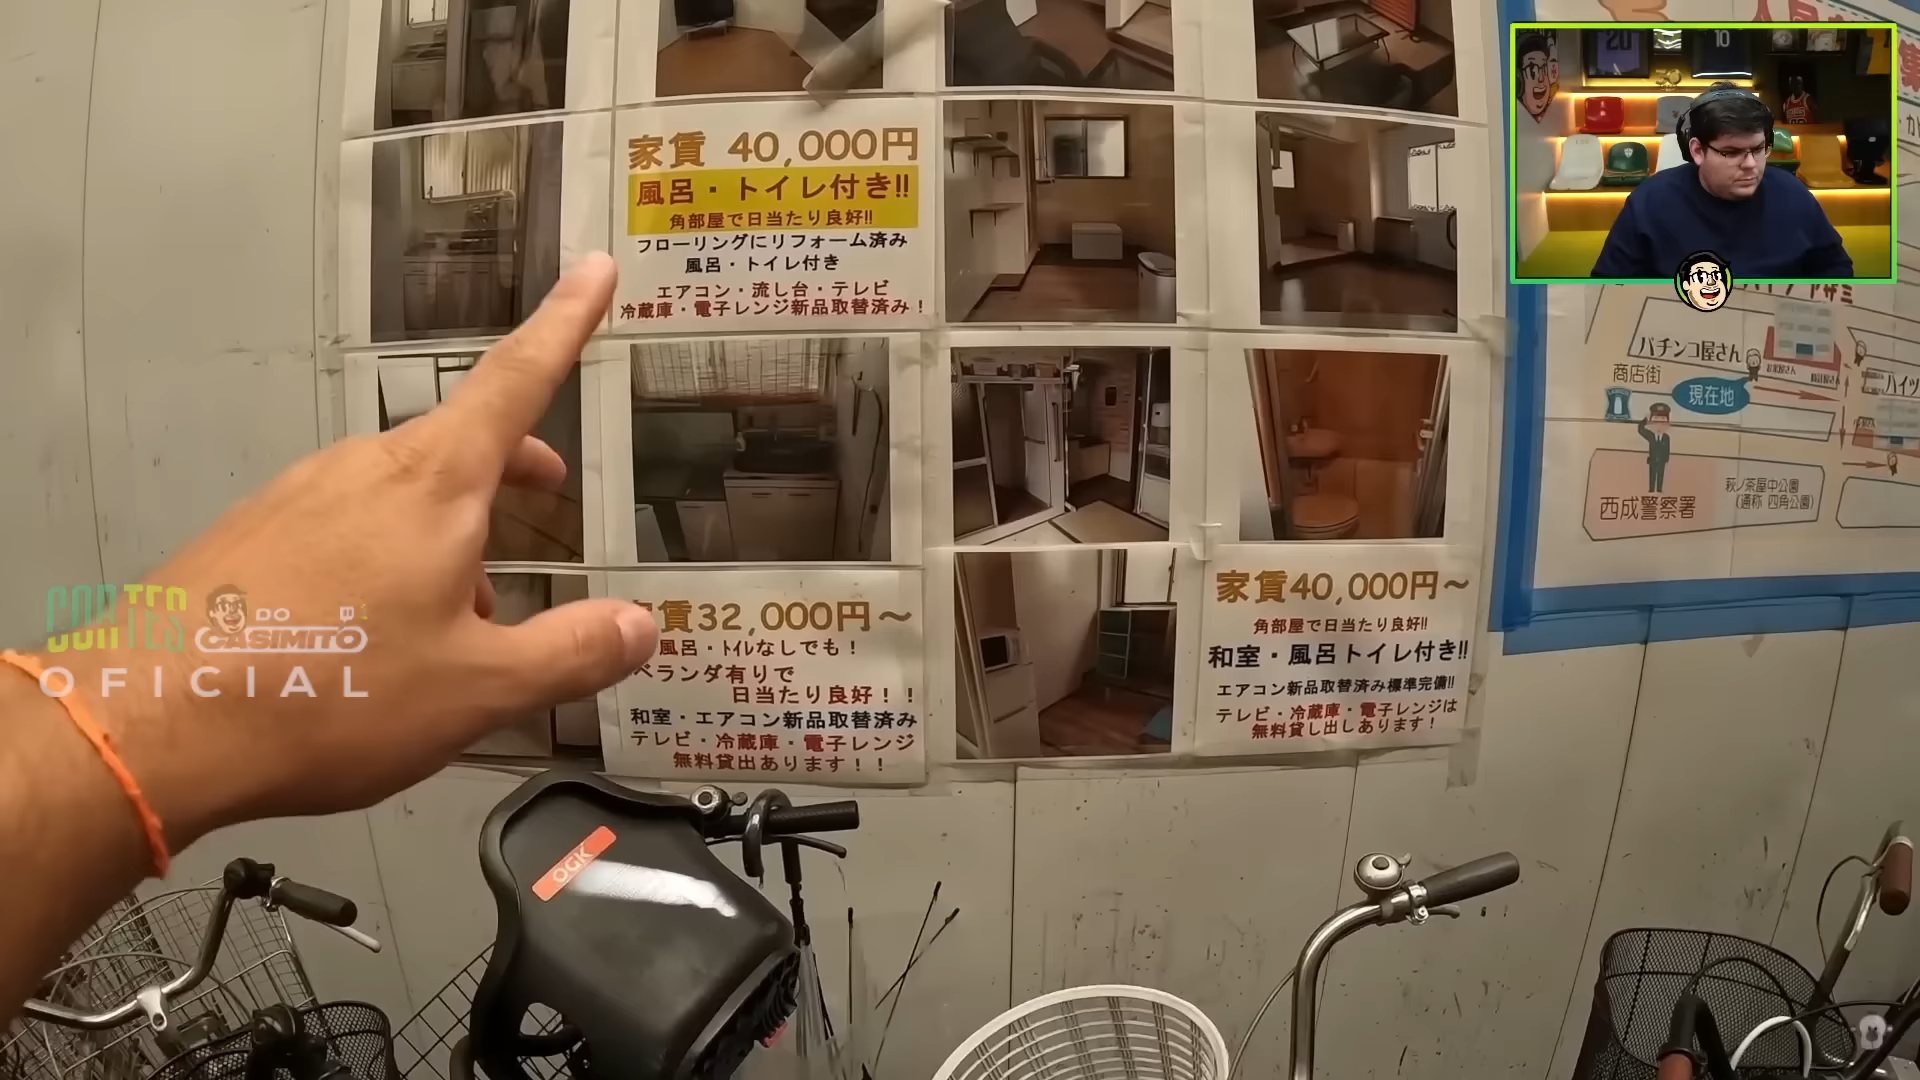 家賃 40,000円
風呂・トイレ付き!!
角部屋で日当たり良好!!
フローリングにリフォーム済み
風呂・トイレ付き
エアコン・流し台・テレビ
冷蔵庫・電子レンジ新品取替済み！
賃32,000円～
風呂・トイレなしでも！
ベランダ有りで
日当たり良好！！
和室・エアコン新品取替済み
テレビ・冷蔵庫・電子レンジ
無料貸出あります！！
家賃40,000円～
角部屋で日当たり良好!!
和室・風呂トイレ付き!!
エアコン新品取替済み標準完備!!
テレビ・冷蔵庫・電子レンジは
無料貸し出しあります！
パチンコ屋さん
商店街
現在地
ハイツ
西成警察署
萩ノ茶屋中公園
(通称 四角公園)
20
10
CORTES DO CASIMITO
OFICIAL
OGK